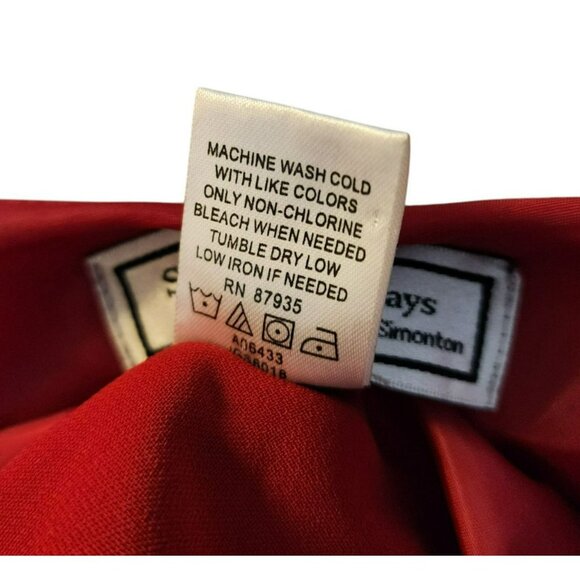 MACHINE WASH COLD
WITH LIKE COLORS
ONLY NON-CHLORINE
BLEACH WHEN NEEDED
TUMBLE DRY LOW
LOW IRON IF NEEDED
RN 87935
A06433
ays
Simonton